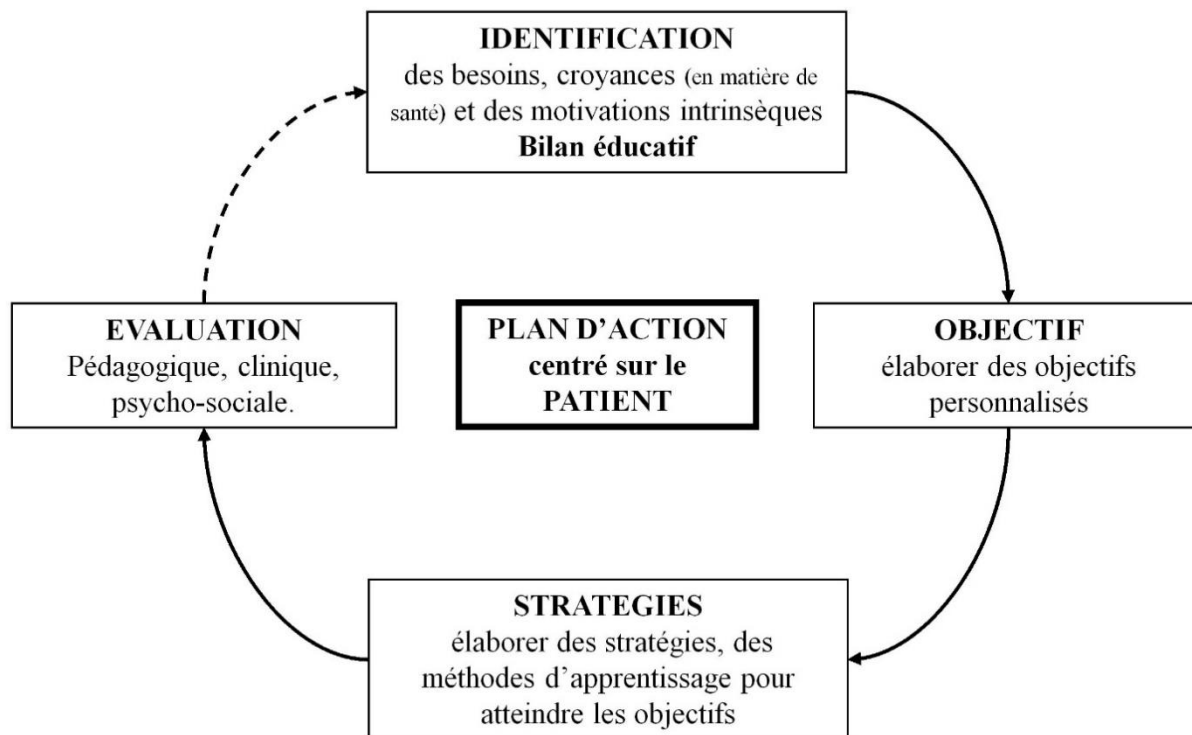 IDENTIFICATION
des besoins, croyances (en matière de
santé) et des motivations intrinsèques
Bilan éducatif
EVALUATION
Pédagogique, clinique,
psycho-sociale.
PLAN D’ACTION
centré sur le
PATIENT
OBJECTIF
élaborer des objectifs
personnalisés
STRATEGIES
élaborer des stratégies, des
méthodes d’apprentissage pour
atteindre les objectifs